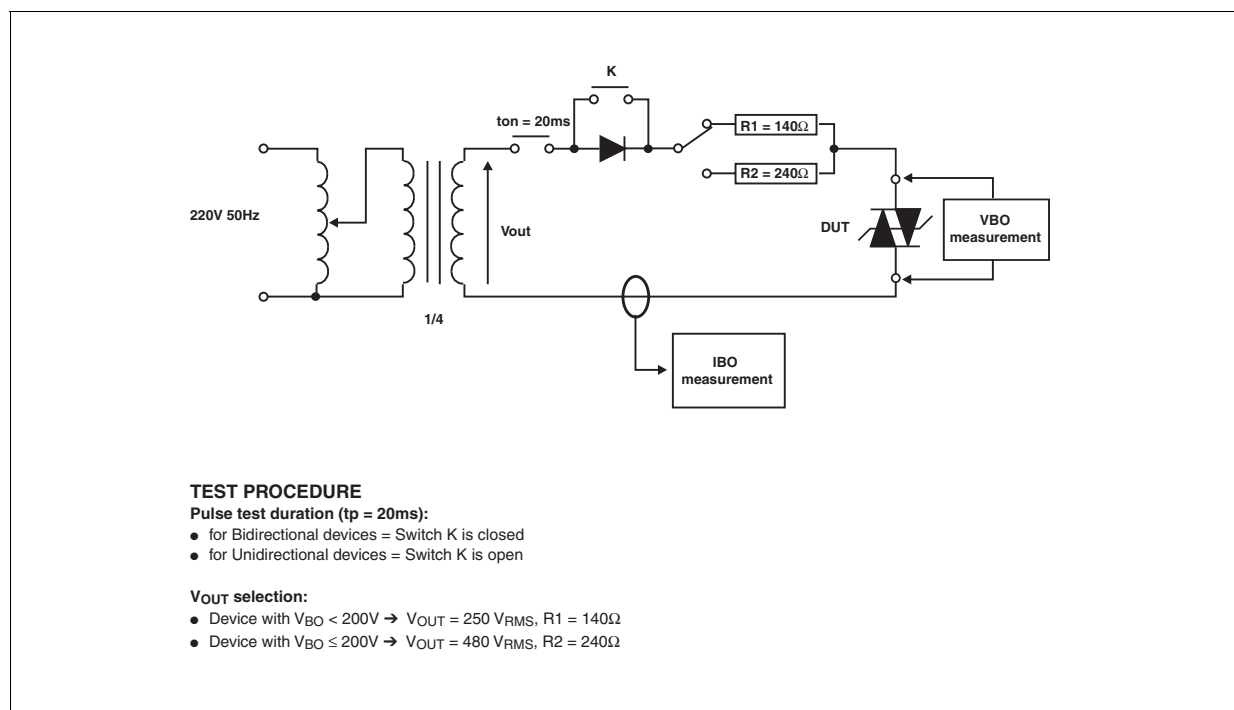 K
ton = 20ms
R1 = 140Ω
R2 = 240Ω
220V 50Hz
Vout
DUT
VBO
measurement
1/4
IBO
measurement
TEST PROCEDURE
Pulse test duration (tp = 20ms):
● for Bidirectional devices = Switch K is closed
● for Unidirectional devices = Switch K is open
VOUT selection:
● Device with VBO < 200V ➔ VOUT = 250 VRMS, R1 = 140Ω
● Device with VBO ≤ 200V ➔ VOUT = 480 VRMS, R2 = 240Ω